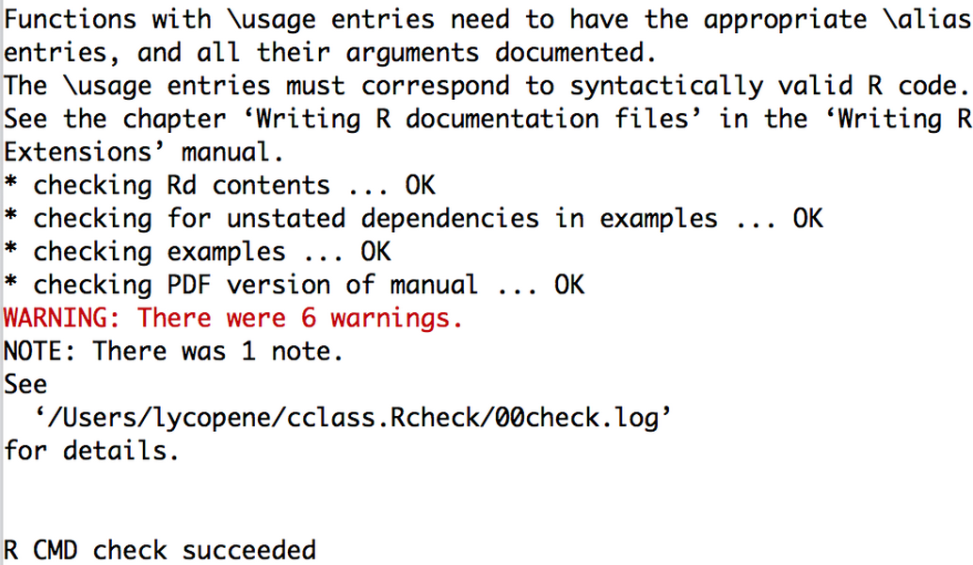 Functions with \usage entries need to have the appropriate \alias
entries, and all their arguments documented.
The \usage entries must correspond to syntactically valid R code.
See the chapter ‘Writing R documentation files’ in the ‘Writing R
Extensions’ manual.
* checking Rd contents ... OK
* checking for unstated dependencies in examples ... OK
* checking examples ... OK
* checking PDF version of manual ... OK
WARNING: There were 6 warnings.
NOTE: There was 1 note.
See
  ‘/Users/lycopene/cclass.Rcheck/00check.log’
for details.
R CMD check succeeded